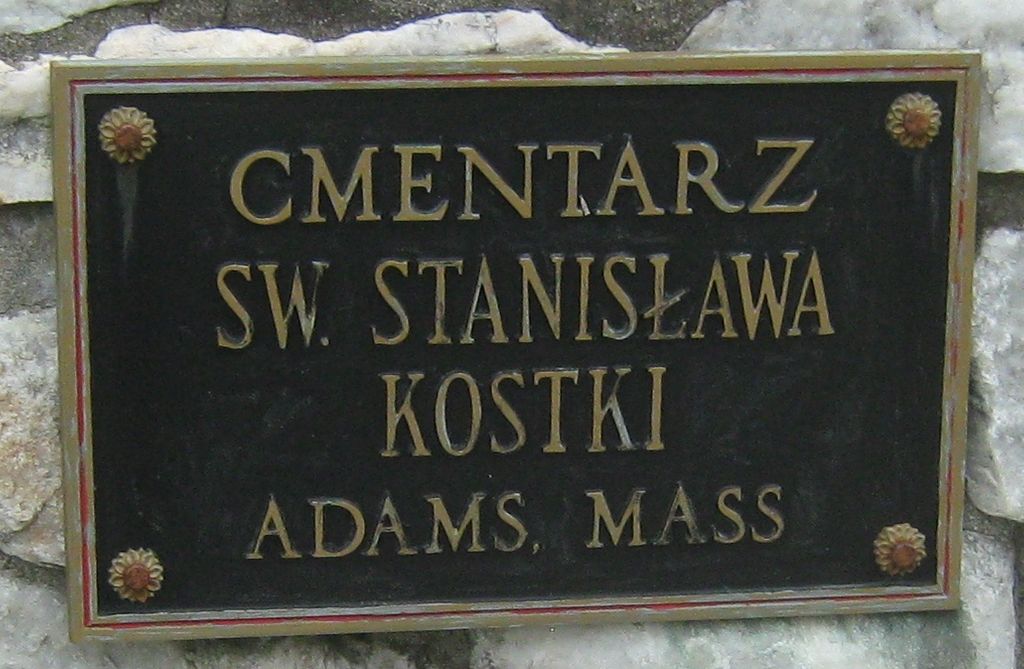 CMENTARZ
SW. STANISŁAWA
KOSTKI
ADAMS, MASS